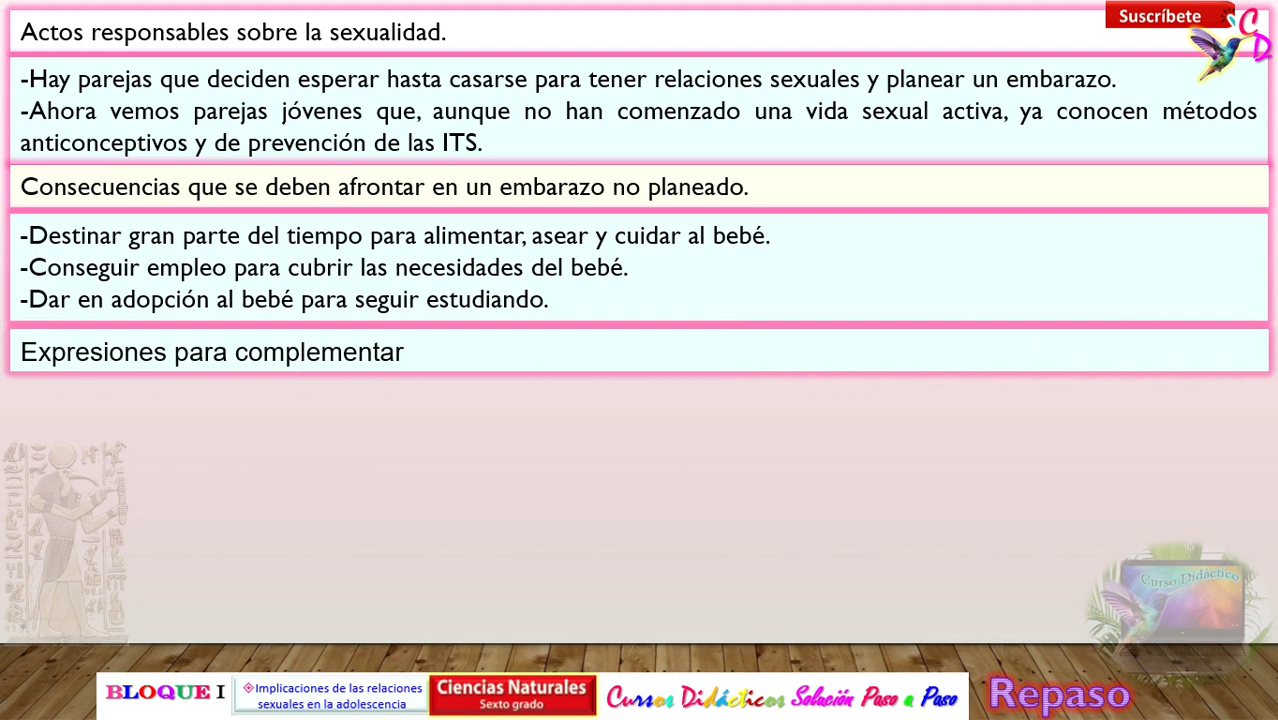 Suscríbete
C
D
Actos responsables sobre la sexualidad.
-Hay parejas que deciden esperar hasta casarse para tener relaciones sexuales y planear un embarazo.
-Ahora vemos parejas jóvenes que, aunque no han comenzado una vida sexual activa, ya conocen métodos
anticonceptivos y de prevención de las ITS.
Consecuencias que se deben afrontar en un embarazo no planeado.
-Destinar gran parte del tiempo para alimentar, asear y cuidar al bebé.
-Conseguir empleo para cubrir las necesidades del bebé.
-Dar en adopción al bebé para seguir estudiando.
Expresiones para complementar
Curso Didáctico
BLOQUE I
Implicaciones de las relaciones
sexuales en la adolescencia
Ciencias Naturales
Sexto grado
Cursos Didácticos Solución Paso a Paso
Repaso